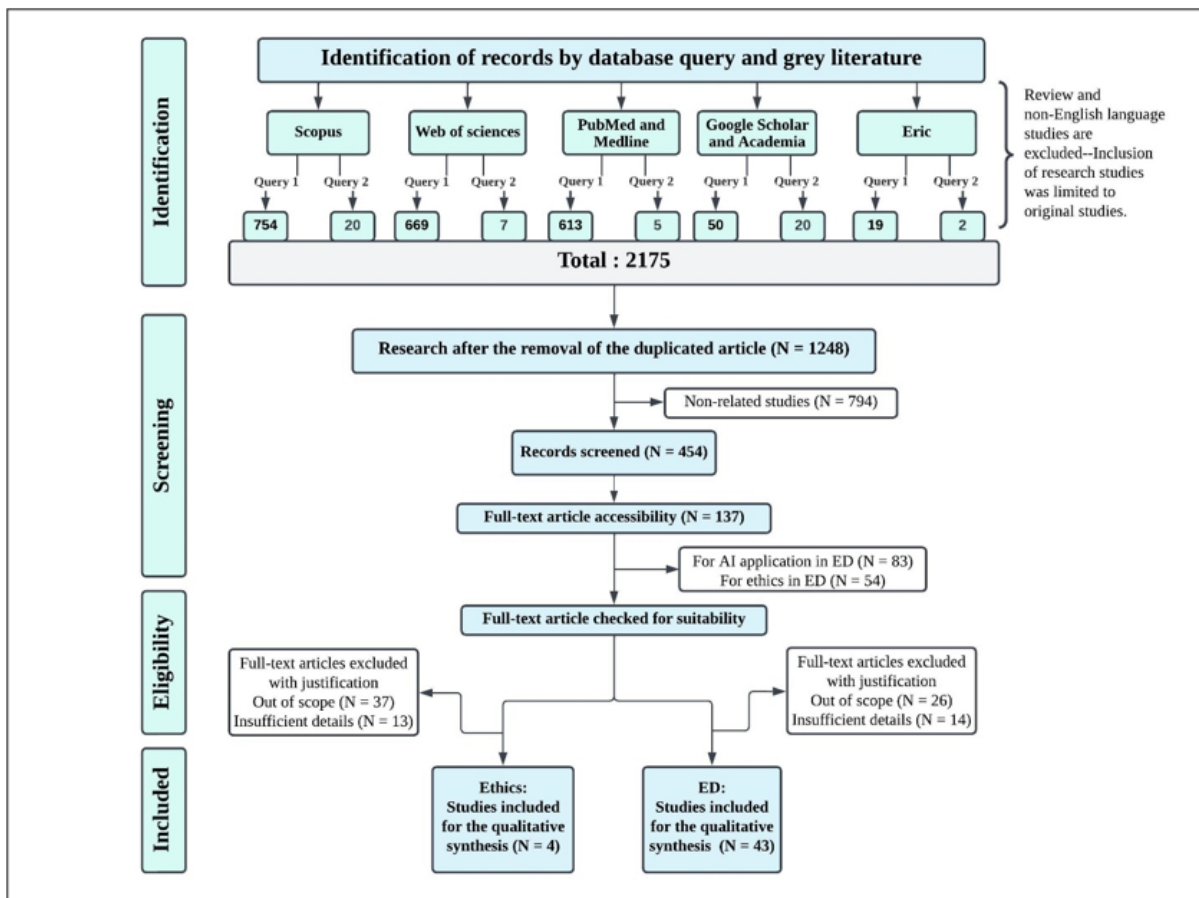 Identification
Identification of records by database query and grey literature
Scopus
Web of sciences
PubMed and
Medline
Google Scholar
and Academia
Eric
Query 1
Query 2
Query 1
Query 2
Query 1
Query 2
Query 1
Query 2
Query 1
Query 2
754
20
669
7
613
5
50
20
19
2
Total : 2175
Review and
non-English language
studies are
excluded--Inclusion
of research studies
was limited to
original studies.
Screening
Research after the removal of the duplicated article (N = 1248)
Non-related studies (N = 794)
Records screened (N = 454)
Full-text article accessibility (N = 137)
For AI application in ED (N = 83)
For ethics in ED (N = 54)
Eligibility
Full-text article checked for suitability
Full-text articles excluded
with justification
Out of scope (N = 37)
Insufficient details (N = 13)
Full-text articles excluded
with justification
Out of scope (N = 26)
Insufficient details (N = 14)
Included
Ethics:
Studies included
for the qualitative
synthesis (N = 4)
ED:
Studies included
for the qualitative
synthesis (N = 43)